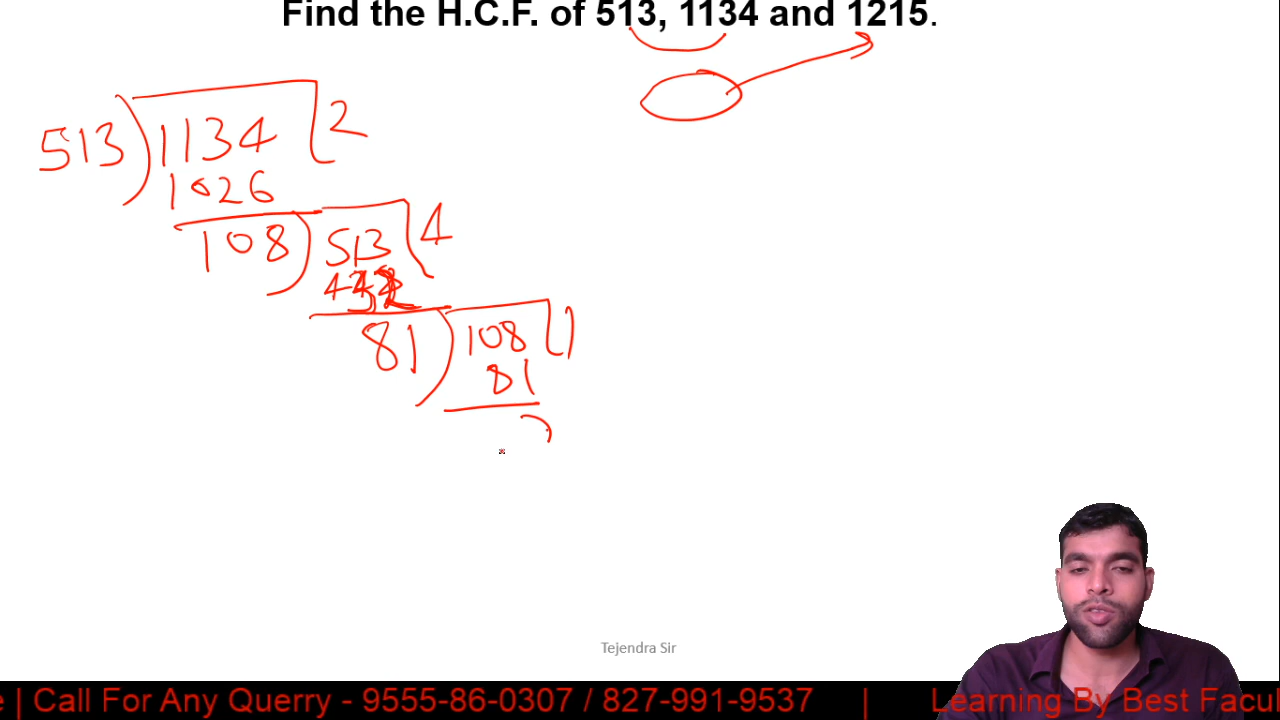 Find the H.C.F. of 513, 1134 and 1215.
513) 1134 (2
1026
108) 513 (4
432
81) 108 (1
81
Tejendra Sir
e | Call For Any Querry - 9555-86-0307 / 827-991-9537 | Learning By Best Facul